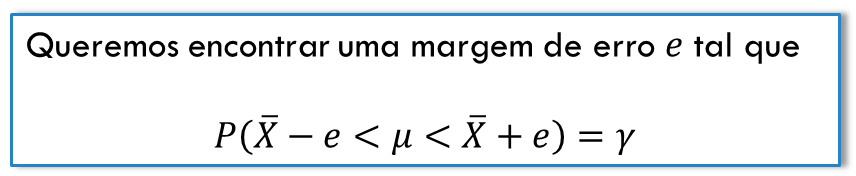 Queremos encontrar uma margem de erro 𝑒 tal que
𝑃(𝑋̄ − 𝑒 < 𝜇 < 𝑋̄ + 𝑒) = 𝛾